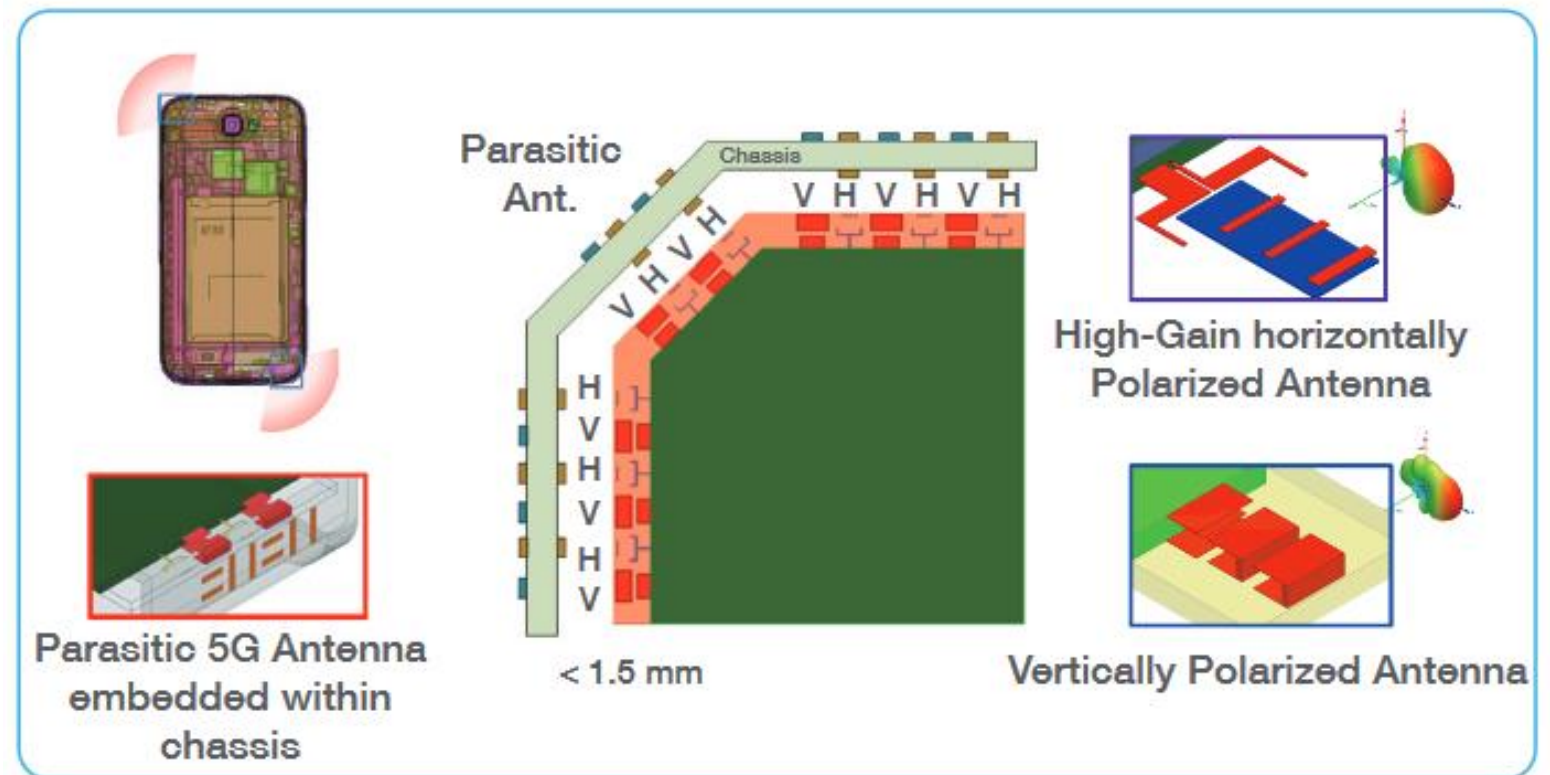 Parasitic
Ant.
Chassis
V H V H V H
V H V H
H
V
H
V
H
V
< 1.5 mm
Parasitic 5G Antenna
embedded within
chassis
High-Gain horizontally
Polarized Antenna
Vertically Polarized Antenna